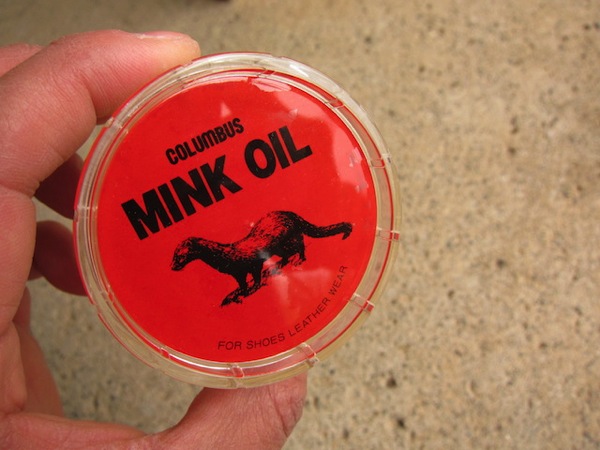 COLUMBUS
MINK OIL
FOR SHOES LEATHER WEAR